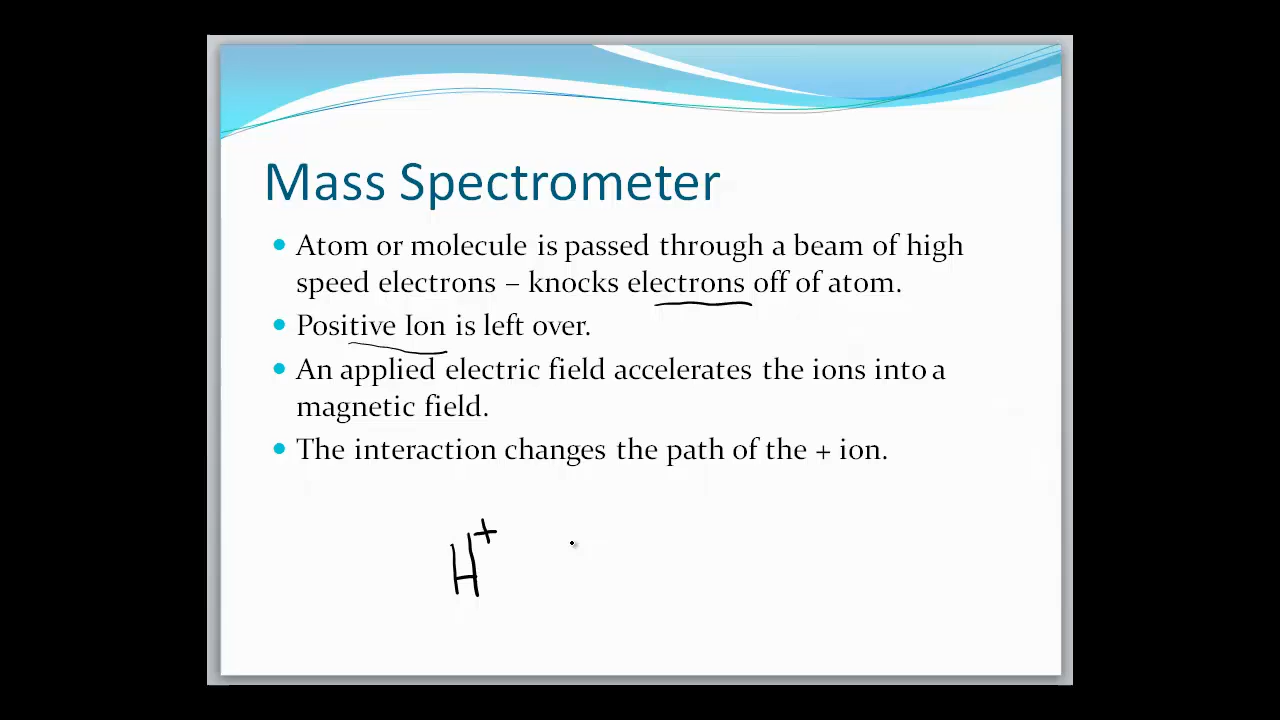 Mass Spectrometer
• Atom or molecule is passed through a beam of high
speed electrons – knocks electrons off of atom.
• Positive Ion is left over.
• An applied electric field accelerates the ions into a
magnetic field.
• The interaction changes the path of the + ion.
H⁺